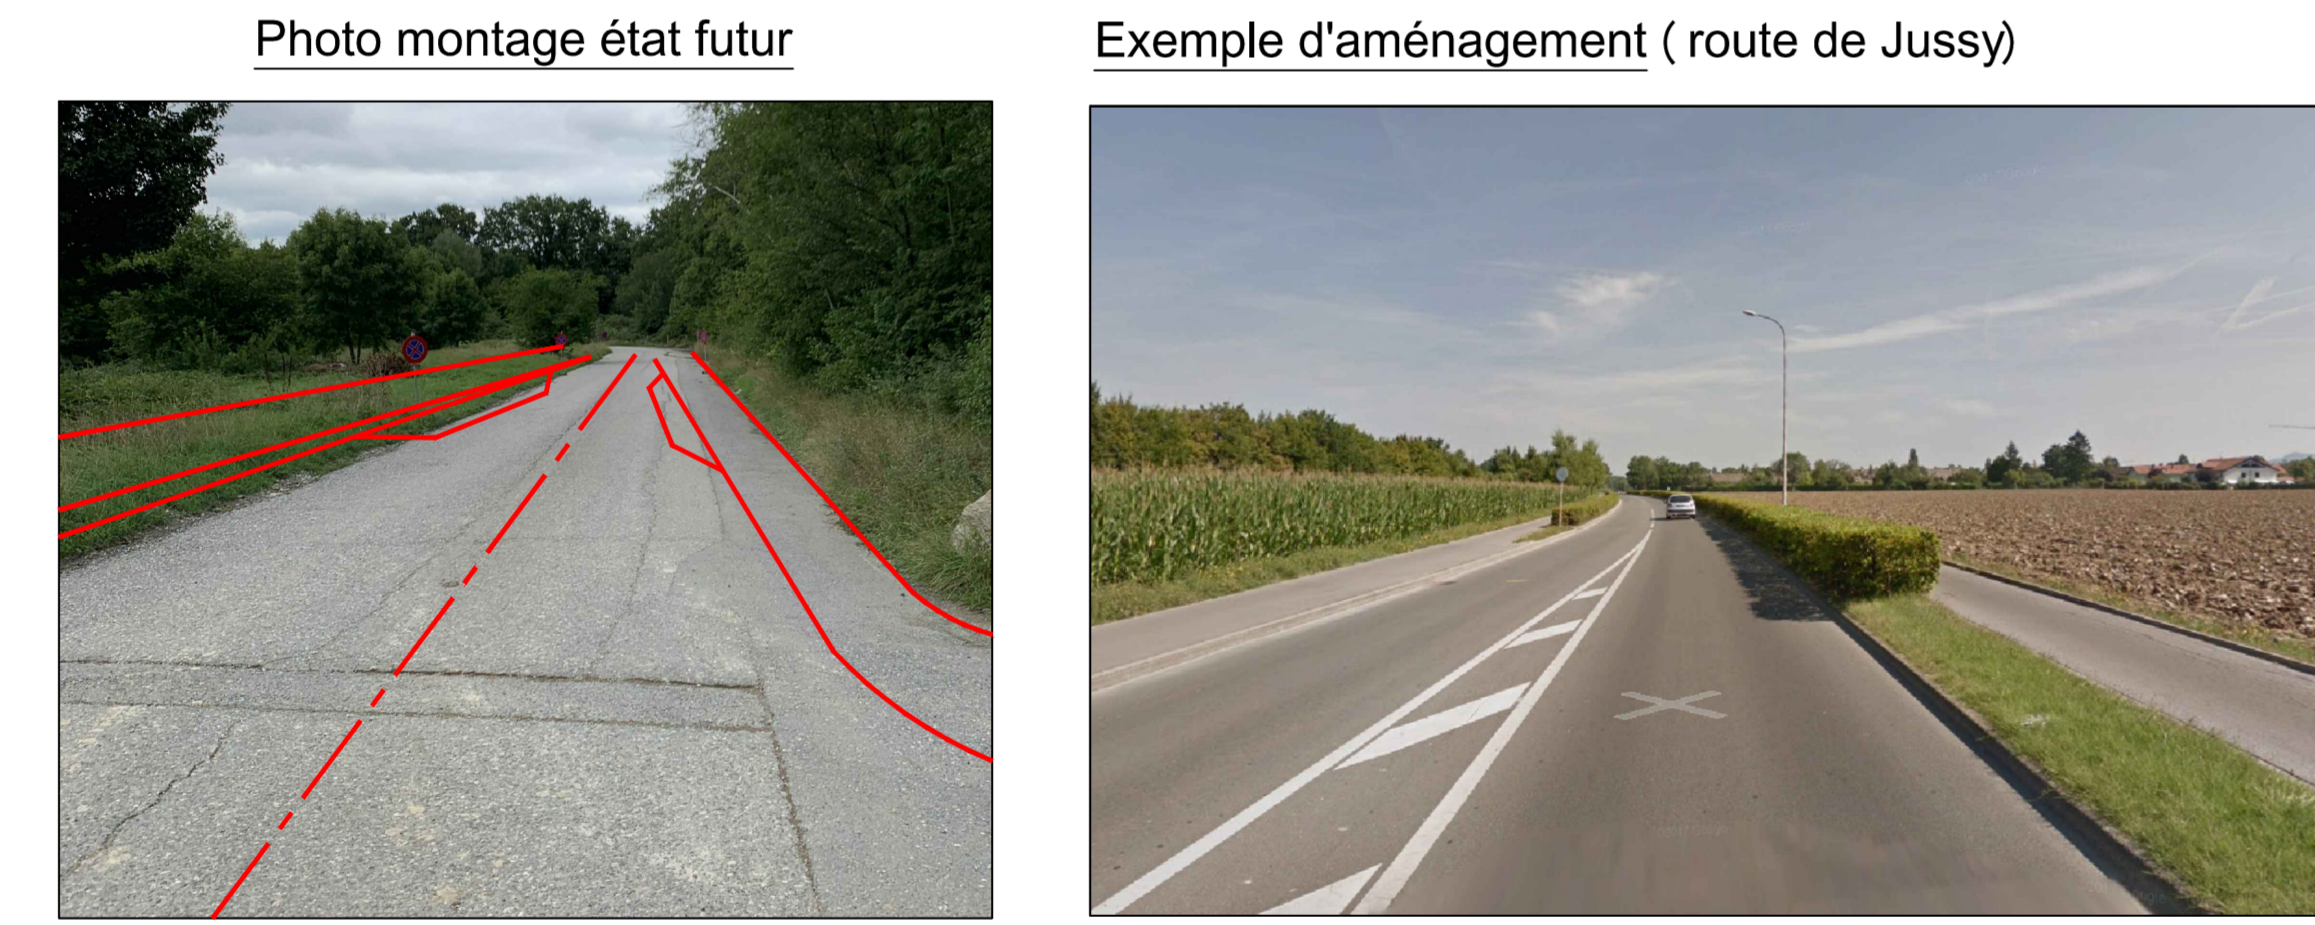 Photo montage état futur
Exemple d'aménagement ( route de Jussy)